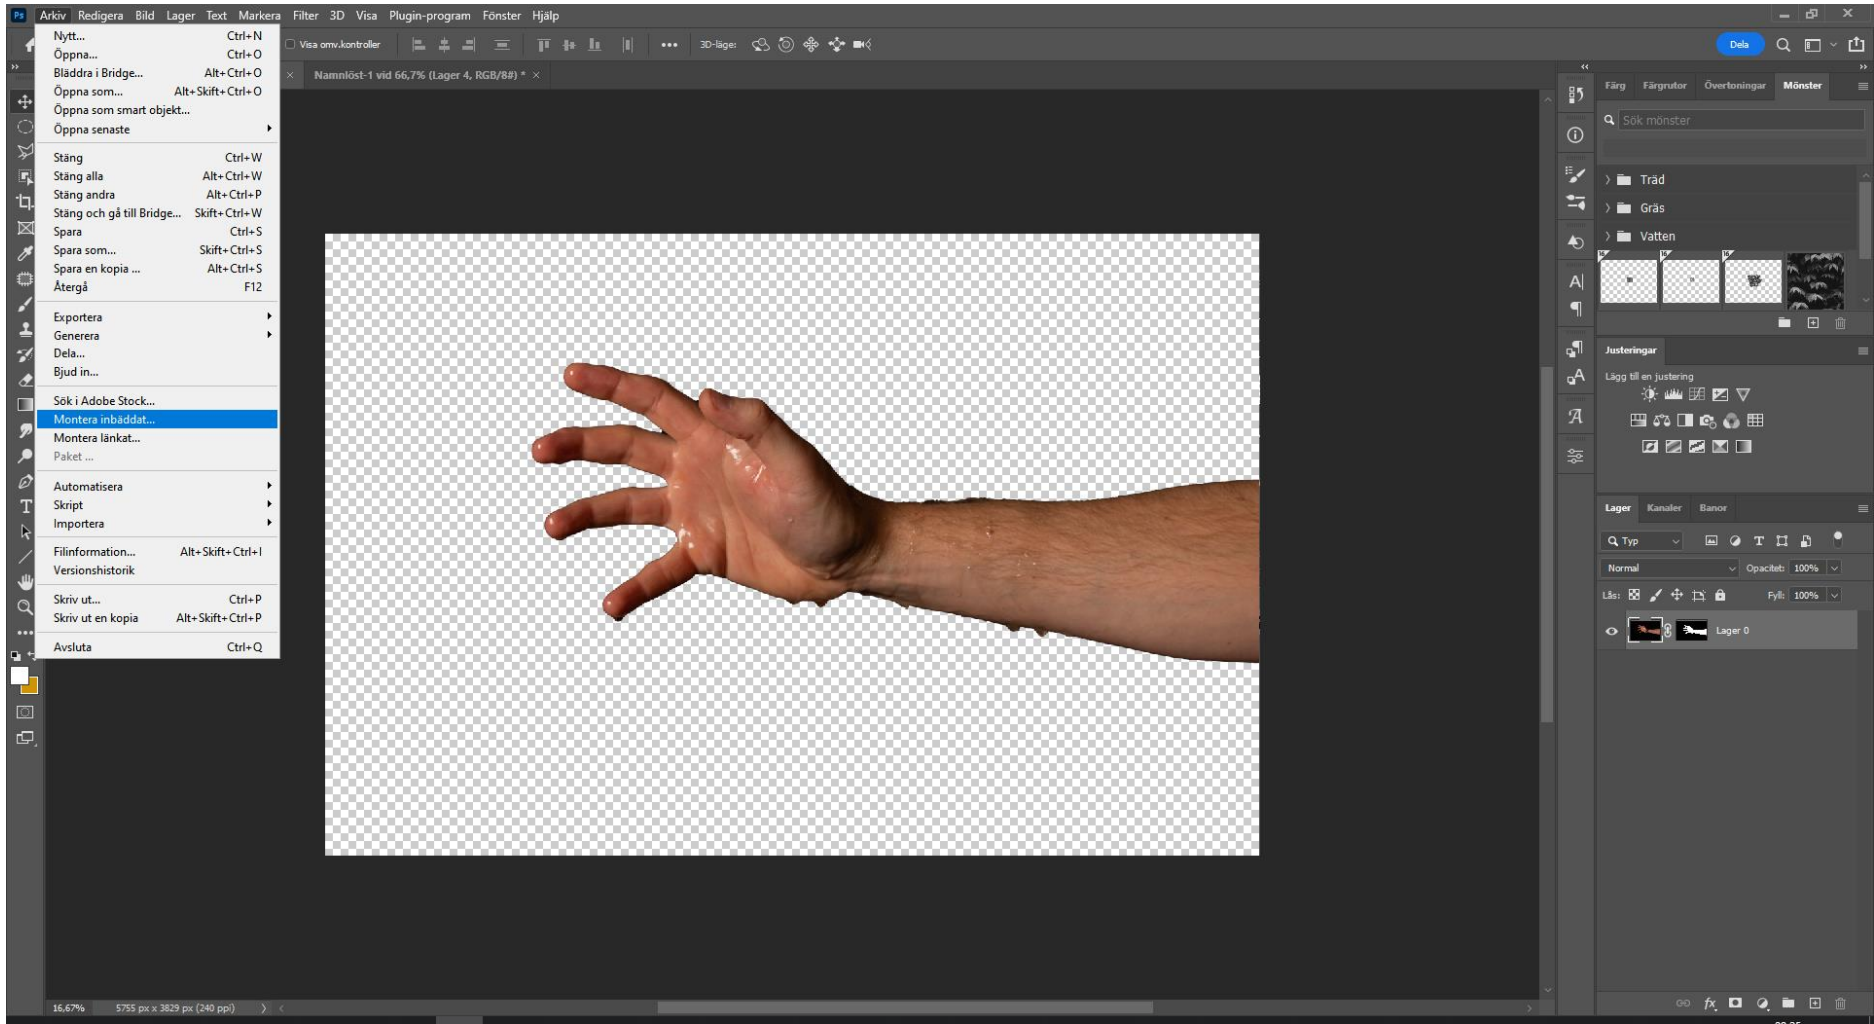 Ps Arkiv Redigera Bild Lager Text Markera Filter 3D Visa Plugin-program Fönster Hjälp
Nytt... Ctrl+N
Öppna... Ctrl+O
Bläddra i Bridge... Alt+Ctrl+O
Öppna som... Alt+Skift+Ctrl+O
Öppna som smart objekt...
Öppna senaste
Stäng Ctrl+W
Stäng alla Alt+Ctrl+W
Stäng andra Alt+Ctrl+P
Stäng och gå till Bridge... Skift+Ctrl+W
Spara Ctrl+S
Spara som... Skift+Ctrl+S
Spara en kopia ... Alt+Ctrl+S
Återgå F12
Exportera
Generera
Dela...
Bjud in...
Sök i Adobe Stock...
Montera inbäddat...
Montera länkat...
Paket ...
Automatisera
Skript
Importera
Filinformation... Alt+Skift+Ctrl+I
Versionshistorik
Skriv ut... Ctrl+P
Skriv ut en kopia Alt+Skift+Ctrl+P
Avsluta Ctrl+Q
Visa omv.kontroller
3D-läge:
Dela
Namnlöst-1 vid 66,7% (Lager 4, RGB/8#) * ×
Färg Färgrutor Övertoningar Mönster
Sök mönster
Träd
Gräs
Vatten
Justeringar
Lägg till en justering
Lager Kanaler Banor
Typ
Normal Opacitet: 100%
Lås: Fyll: 100%
Lager 0
16,67% 5755 px x 3829 px (240 ppi)